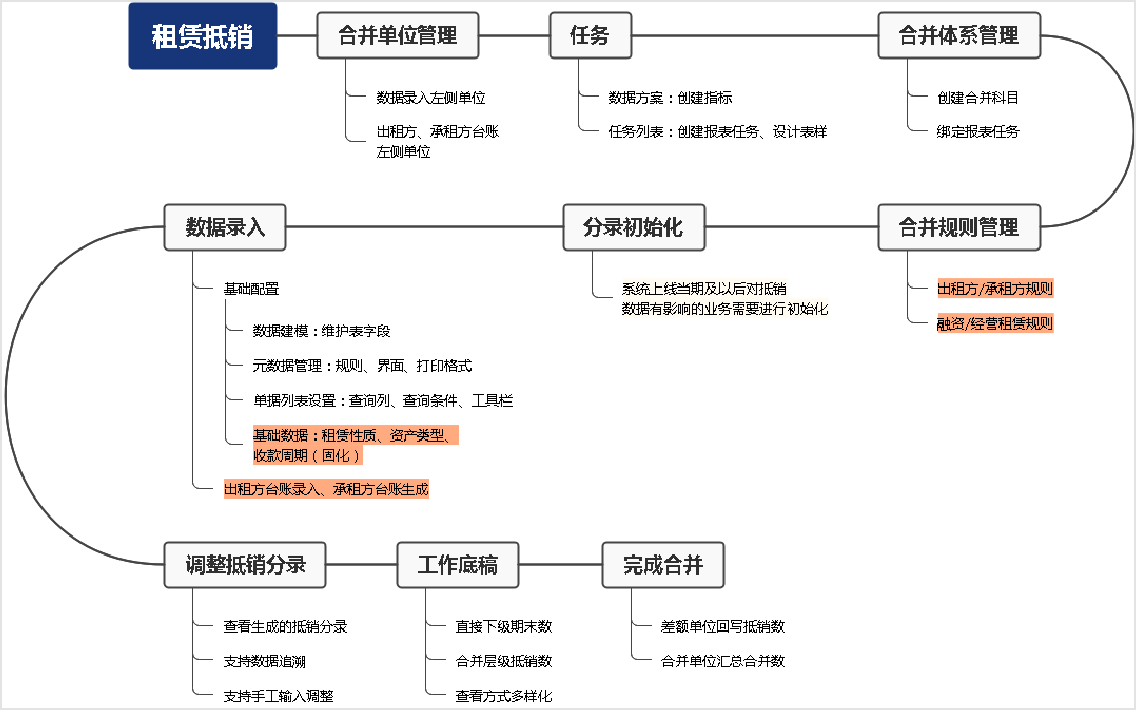 租赁抵销
合并单位管理
数据录入左侧单位
出租方、承租方台账
左侧单位
任务
数据方案：创建指标
任务列表：创建报表任务、设计表样
合并体系管理
创建合并科目
绑定报表任务
合并规则管理
出租方/承租方规则
融资/经营租赁规则
分录初始化
系统上线当期及以后对抵销
数据有影响的业务需要进行初始化
数据录入
基础配置
数据建模：维护表字段
元数据管理：规则、界面、打印格式
单据列表设置：查询列、查询条件、工具栏
基础数据：租赁性质、资产类型、
收款周期（固化）
出租方台账录入、承租方台账生成
调整抵销分录
查看生成的抵销分录
支持数据追溯
支持手工输入调整
工作底稿
直接下级期末数
合并层级抵销数
查看方式多样化
完成合并
差额单位回写抵销数
合并单位汇总合并数